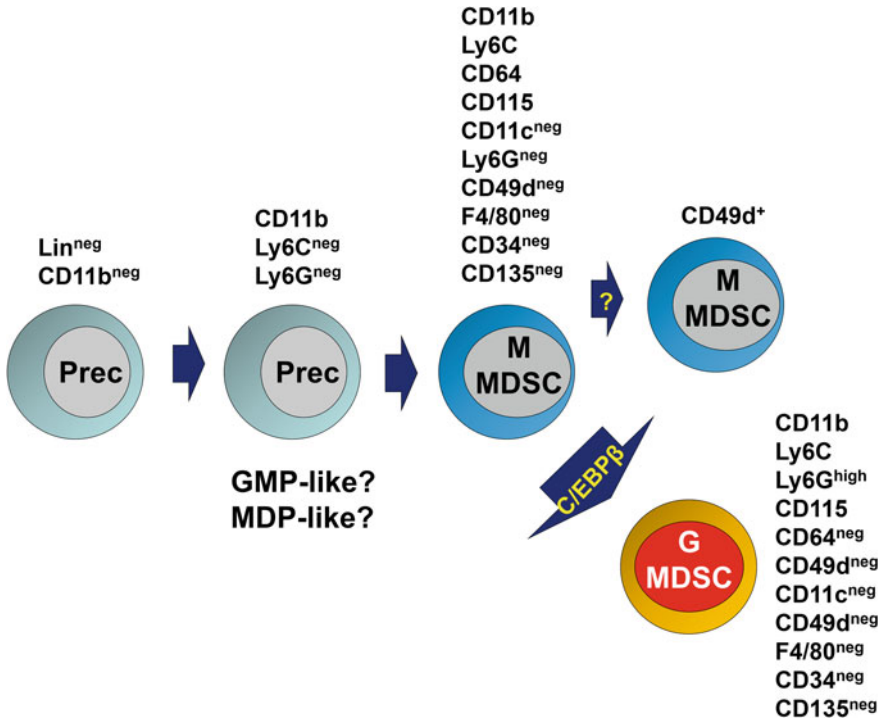 Lin^neg
CD11b^neg
Prec
CD11b
Ly6C^neg
Ly6G^neg
Prec
GMP-like?
MDP-like?
CD11b
Ly6C
CD64
CD115
CD11c^neg
Ly6G^neg
CD49d^neg
F4/80^neg
CD34^neg
CD135^neg
M
MDSC
?
CD49d^+
M
MDSC
C/EBPβ
G
MDSC
CD11b
Ly6C
Ly6G^high
CD115
CD64^neg
CD49d^neg
CD11c^neg
CD49d^neg
F4/80^neg
CD34^neg
CD135^neg